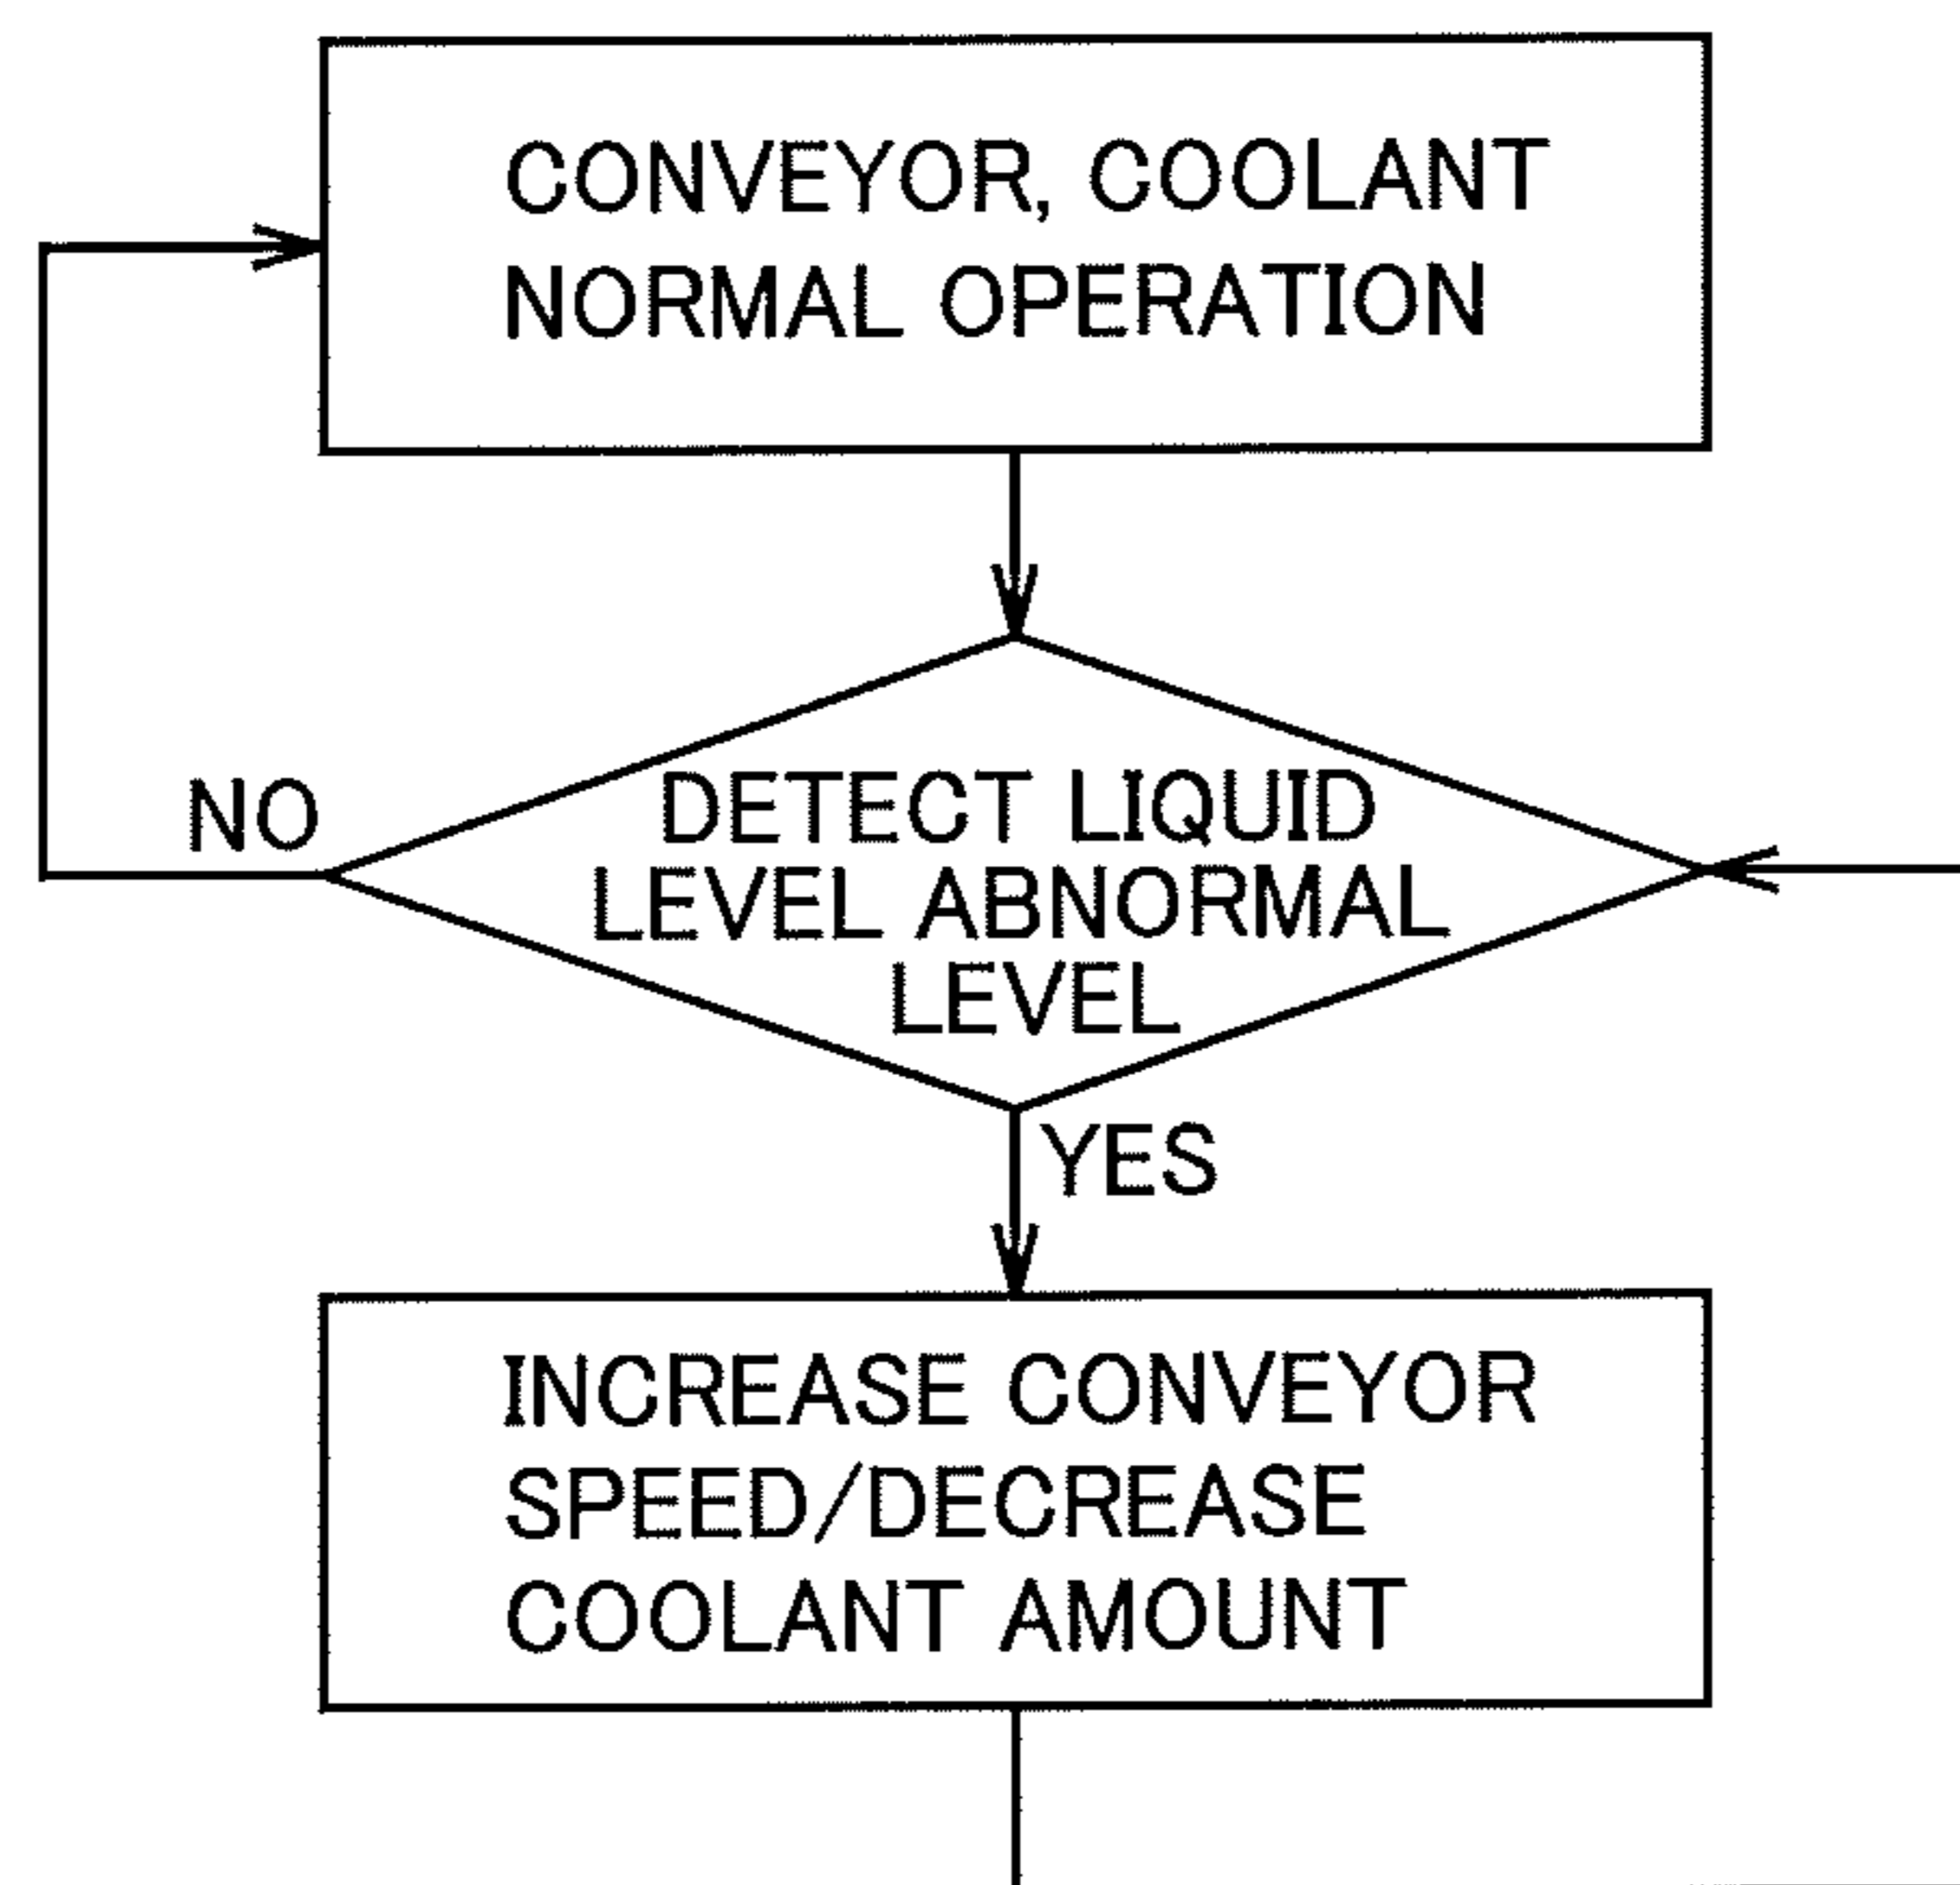 CONVEYOR, COOLANT
NORMAL OPERATION
NO
DETECT LIQUID
LEVEL ABNORMAL
LEVEL
YES
INCREASE CONVEYOR
SPEED/DECREASE
COOLANT AMOUNT